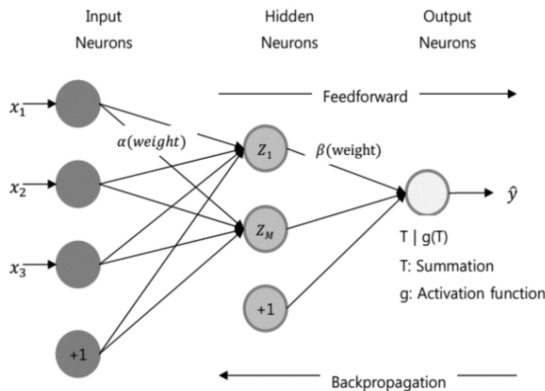 Input
Neurons
Hidden
Neurons
Output
Neurons
Feedforward
x₁
α(weight)
Z₁
β(weight)
x₂
ŷ
Z_M
T | g(T)
T: Summation
x₃
g: Activation function
+1
+1
Backpropagation